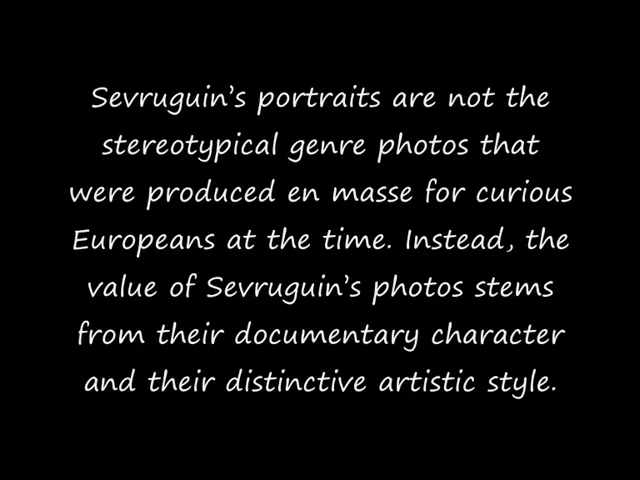 Sevruguin's portraits are not the
stereotypical genre photos that
were produced en masse for curious
Europeans at the time. Instead, the
value of Sevruguin's photos stems
from their documentary character
and their distinctive artistic style.